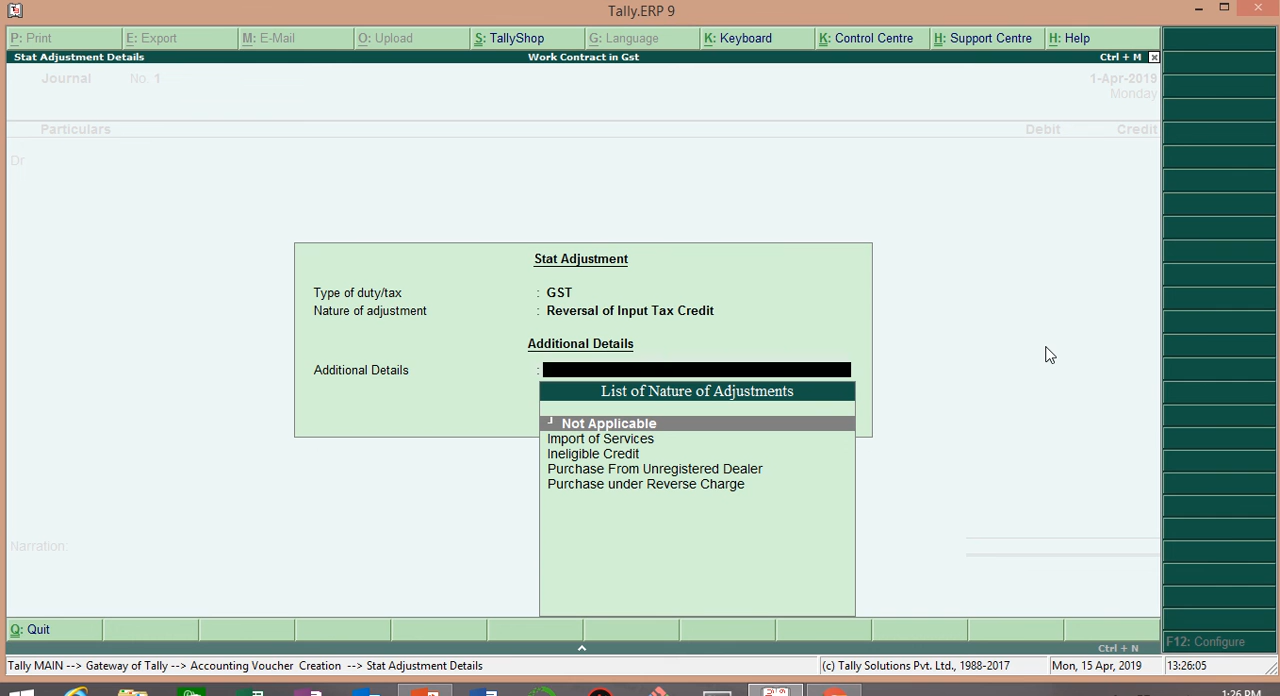 Tally.ERP 9
P: Print E: Export M: E-Mail O: Upload S: TallyShop G: Language K: Keyboard K: Control Centre H: Support Centre H: Help
Stat Adjustment Details Work Contract in Gst Ctrl + M
Journal No. 1 1-Apr-2019
Monday
Particulars Debit Credit
Dr
Stat Adjustment
Type of duty/tax : GST
Nature of adjustment : Reversal of Input Tax Credit
Additional Details
Additional Details :
List of Nature of Adjustments
Not Applicable
Import of Services
Ineligible Credit
Purchase From Unregistered Dealer
Purchase under Reverse Charge
Narration:
Q: Quit
F12: Configure
Ctrl + N
Tally MAIN --> Gateway of Tally --> Accounting Voucher Creation --> Stat Adjustment Details (c) Tally Solutions Pvt. Ltd., 1988-2017 Mon, 15 Apr, 2019 13:26:05
1:26 PM